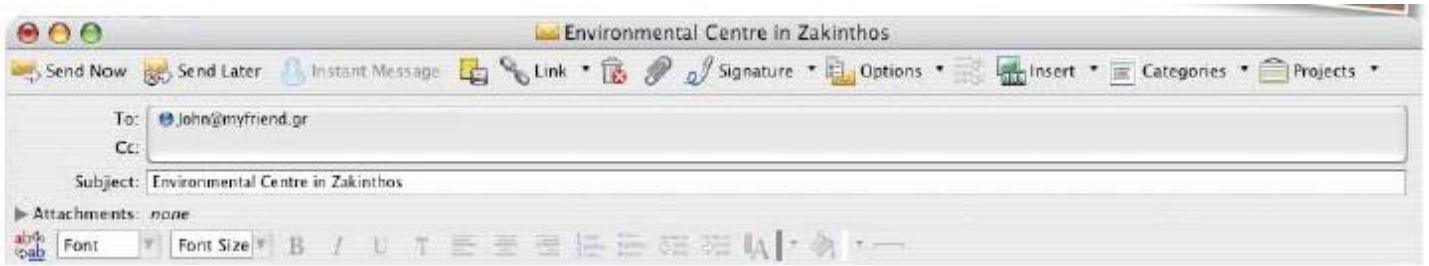 Environmental Centre in Zakinthos
Send Now Send Later Instant Message Link Signature Options Insert Categories Projects
To: John@myfriend.gr
Cc:
Subject: Environmental Centre in Zakinthos
Attachments: none
Font Font Size B I U T A